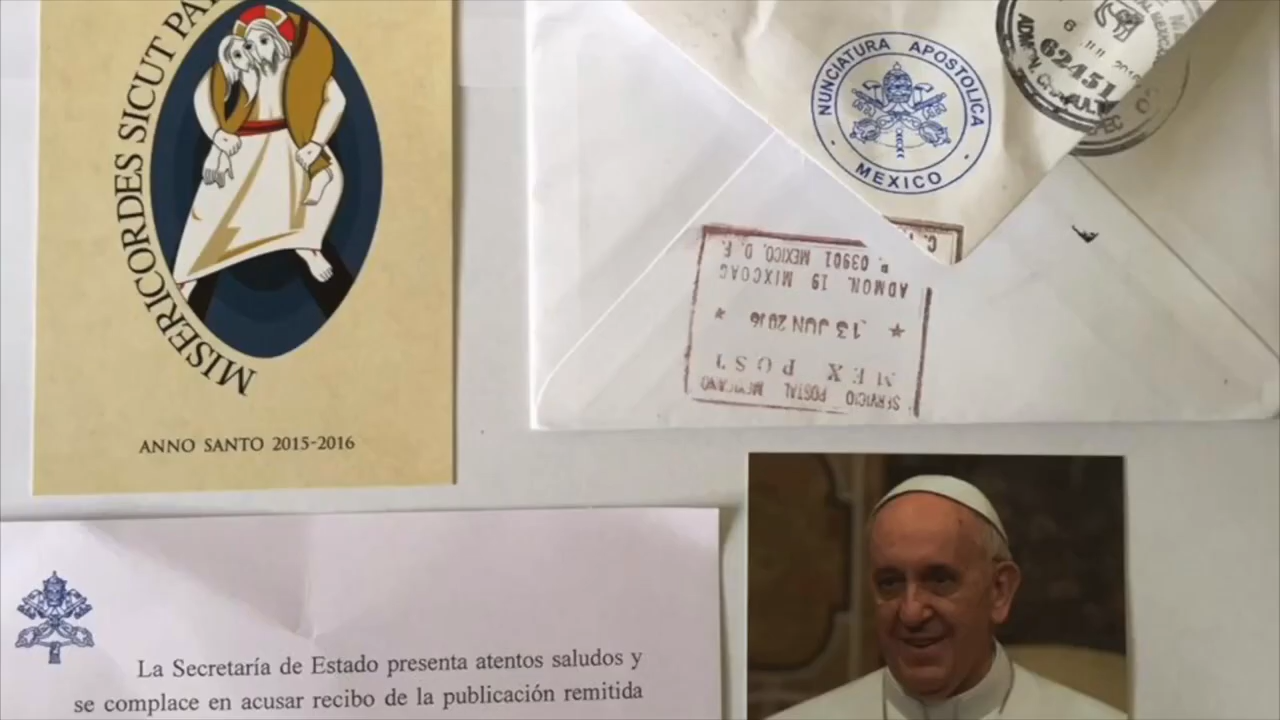 MISERICORDES SICUT PA
ANNO SANTO 2015-2016
NUNCIATURA APOSTOLICA
· MEXICO ·
6
62451
SERVICIO POSTAL MEXICANO
MEX POST
★ 13 JUN 2016 ★
ADMON. 19 MIXCOAC
P. 03901 MEXICO, D. F.
La Secretaría de Estado presenta atentos saludos y
se complace en acusar recibo de la publicación remitida